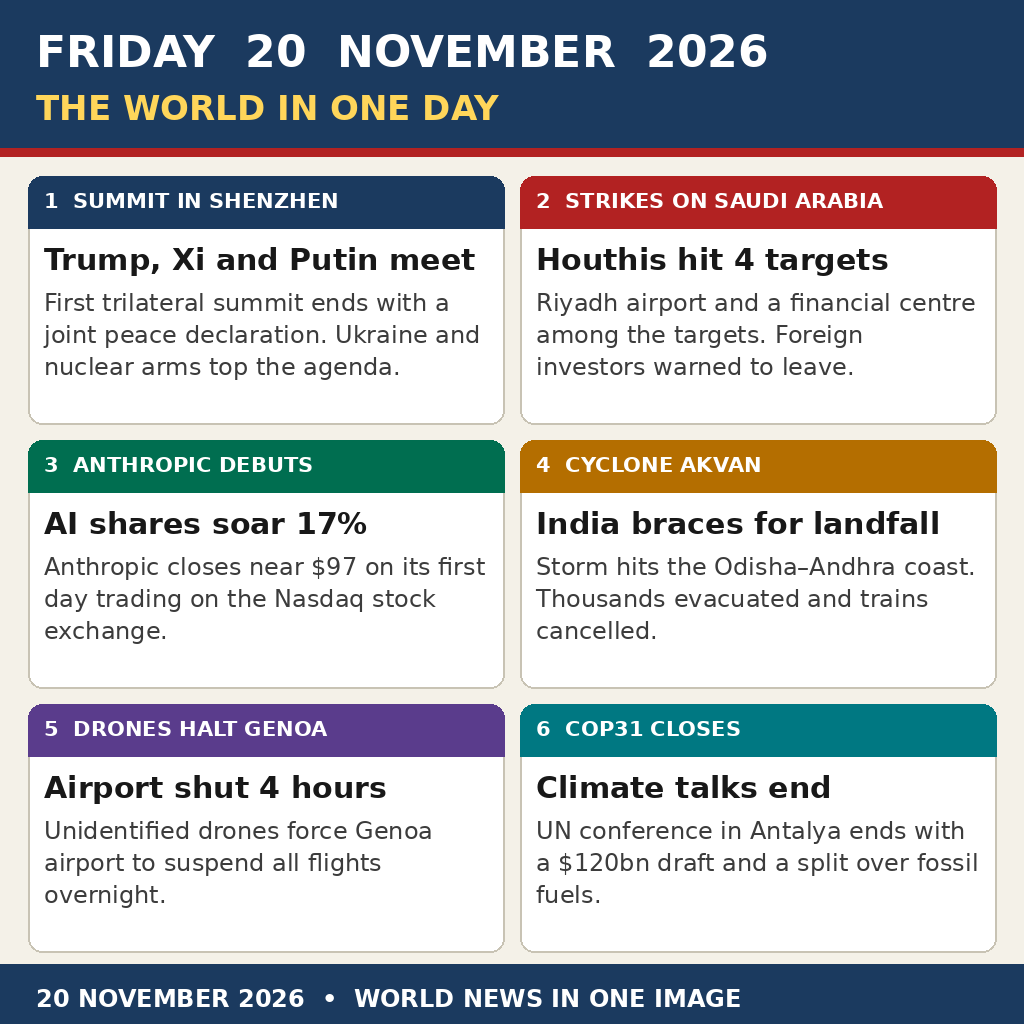 FRIDAY 20 NOVEMBER 2026
THE WORLD IN ONE DAY
1 SUMMIT IN SHENZHEN
Trump, Xi and Putin meet
First trilateral summit ends with a
joint peace declaration. Ukraine and
nuclear arms top the agenda.
2 STRIKES ON SAUDI ARABIA
Houthis hit 4 targets
Riyadh airport and a financial centre
among the targets. Foreign
investors warned to leave.
3 ANTHROPIC DEBUTS
AI shares soar 17%
Anthropic closes near $97 on its first
day trading on the Nasdaq stock
exchange.
4 CYCLONE AKVAN
India braces for landfall
Storm hits the Odisha–Andhra coast.
Thousands evacuated and trains
cancelled.
5 DRONES HALT GENOA
Airport shut 4 hours
Unidentified drones force Genoa
airport to suspend all flights
overnight.
6 COP31 CLOSES
Climate talks end
UN conference in Antalya ends with
a $120bn draft and a split over fossil
fuels.
20 NOVEMBER 2026 • WORLD NEWS IN ONE IMAGE